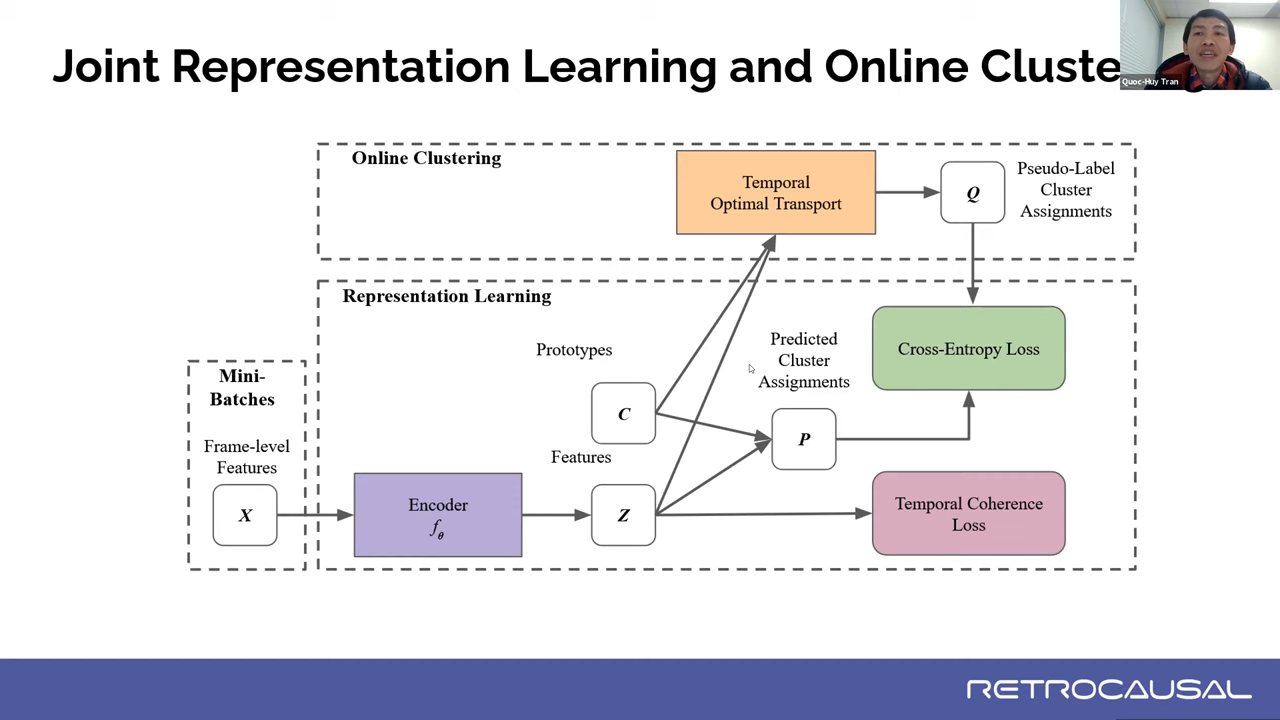 Joint Representation Learning and Online Cluste
Quoc-Huy Tran
Online Clustering
Temporal
Optimal Transport
Q
Pseudo-Label
Cluster
Assignments
Representation Learning
Prototypes
Predicted
Cluster
Assignments
Cross-Entropy Loss
Mini-
Batches
C
P
Frame-level
Features
Features
X
Encoder
fθ
Z
Temporal Coherence
Loss
RETROCAUSAL